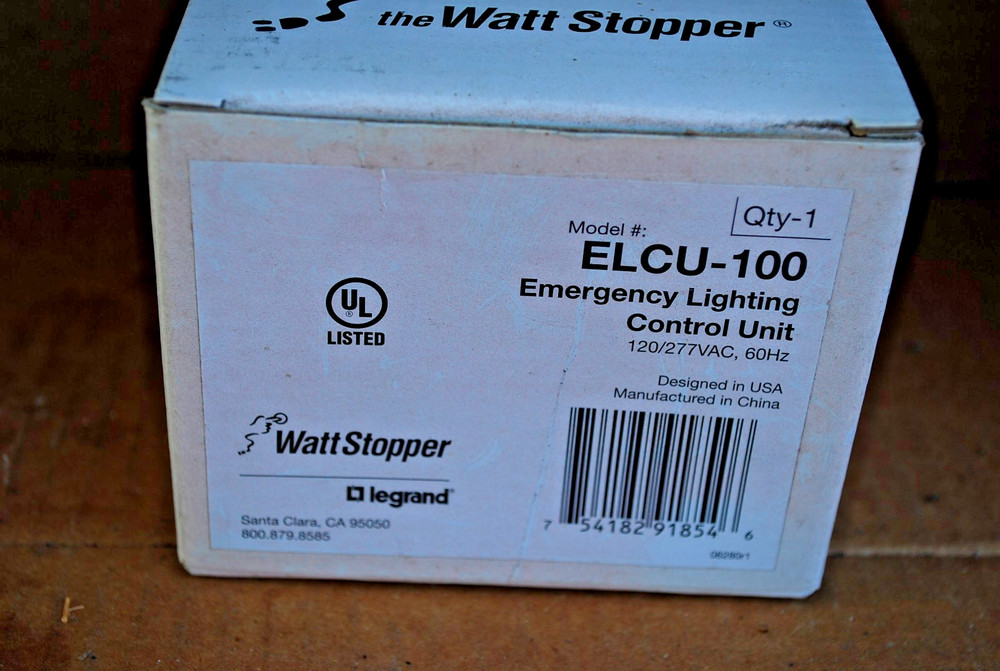 the Watt Stopper ®
Qty-1
Model #:
ELCU-100
Emergency Lighting
Control Unit
120/277VAC, 60Hz
UL
®
LISTED
Designed in USA
Manufactured in China
WattStopper
legrand®
Santa Clara, CA 95050
800.879.8585
7 54182 91854 6
06289r1